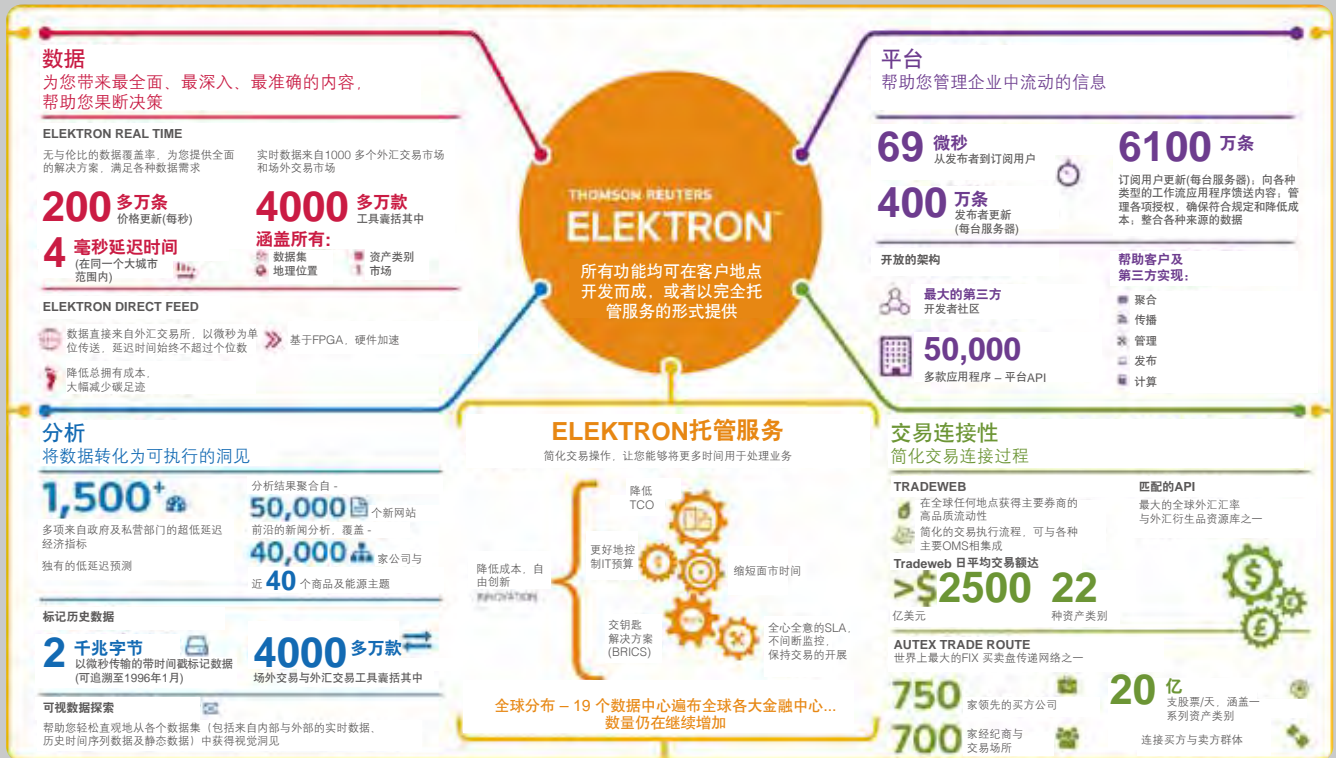 数据
为您带来最全面、最深入、最准确的内容，
帮助您果断决策
ELEKTRON REAL TIME
无与伦比的数据覆盖率，为您提供全面
的解决方案，满足各种数据需求
200 多万条
价格更新(每秒)
4 毫秒延迟时间
(在同一个大城市
范围内)
实时数据来自1000 多个外汇交易市场
和场外交易市场
4000 多万款
工具囊括其中
涵盖所有:
数据集
资产类别
地理位置
市场
ELEKTRON DIRECT FEED
数据直接来自外汇交易所，以微秒为单
位传送，延迟时间始终不超过个位数
基于FPGA，硬件加速
降低总拥有成本，
大幅减少碳足迹
THOMSON REUTERS
ELEKTRON™
所有功能均可在客户地点
开发而成，或者以完全托
管服务的形式提供
平台
帮助您管理企业中流动的信息
69 微秒
从发布者到订阅用户
400 万条
发布者更新
(每台服务器)
6100 万条
订阅用户更新(每台服务器)；向各种
类型的工作流应用程序馈送内容；管
理各项授权，确保符合规定和降低成
本；整合各种来源的数据
开放的架构
最大的第三方
开发者社区
50,000
多款应用程序 – 平台API
帮助客户及
第三方实现：
聚合
传播
管理
发布
计算
分析
将数据转化为可执行的洞见
1,500+
多项来自政府及私营部门的超低延迟
经济指标
独有的低延迟预测
分析结果聚合自 -
50,000 个新网站
前沿的新闻分析，覆盖 -
40,000 家公司与
近 40 个商品及能源主题
标记历史数据
2 千兆字节
以微秒传输的带时间戳标记数据
(可追溯至1996年1月)
4000 多万款
场外交易与外汇交易工具囊括其中
可视数据探索
帮助您轻松直观地从各个数据集（包括来自内部与外部的实时数据，
历史时间序列数据及静态数据）中获得视觉洞见
ELEKTRON托管服务
简化交易操作，让您能够将更多时间用于处理业务
降低成本，自
由创新
INNOVATION
降低
TCO
更好地控
制IT预算
缩短面市时间
交钥匙
解决方案
(BRICS)
全心全意的SLA，
不间断监控，
保持交易的开展
全球分布 – 19 个数据中心遍布全球各大金融中心...
数量仍在继续增加
交易连接性
简化交易连接过程
TRADEWEB
在全球任何地点获得主要券商的
高品质流动性
简化的交易执行流程，可与各种
主要OMS相集成
Tradeweb 日平均交易额达
>$2500
亿美元
22
种资产类别
匹配的API
最大的全球外汇汇率
与外汇衍生品资源库之一
AUTEX TRADE ROUTE
世界上最大的FIX 买卖盘传递网络之一
750 家领先的买方公司
700 家经纪商与
交易场所
20 亿
支股票/天，涵盖一
系列资产类别
连接买方与卖方群体